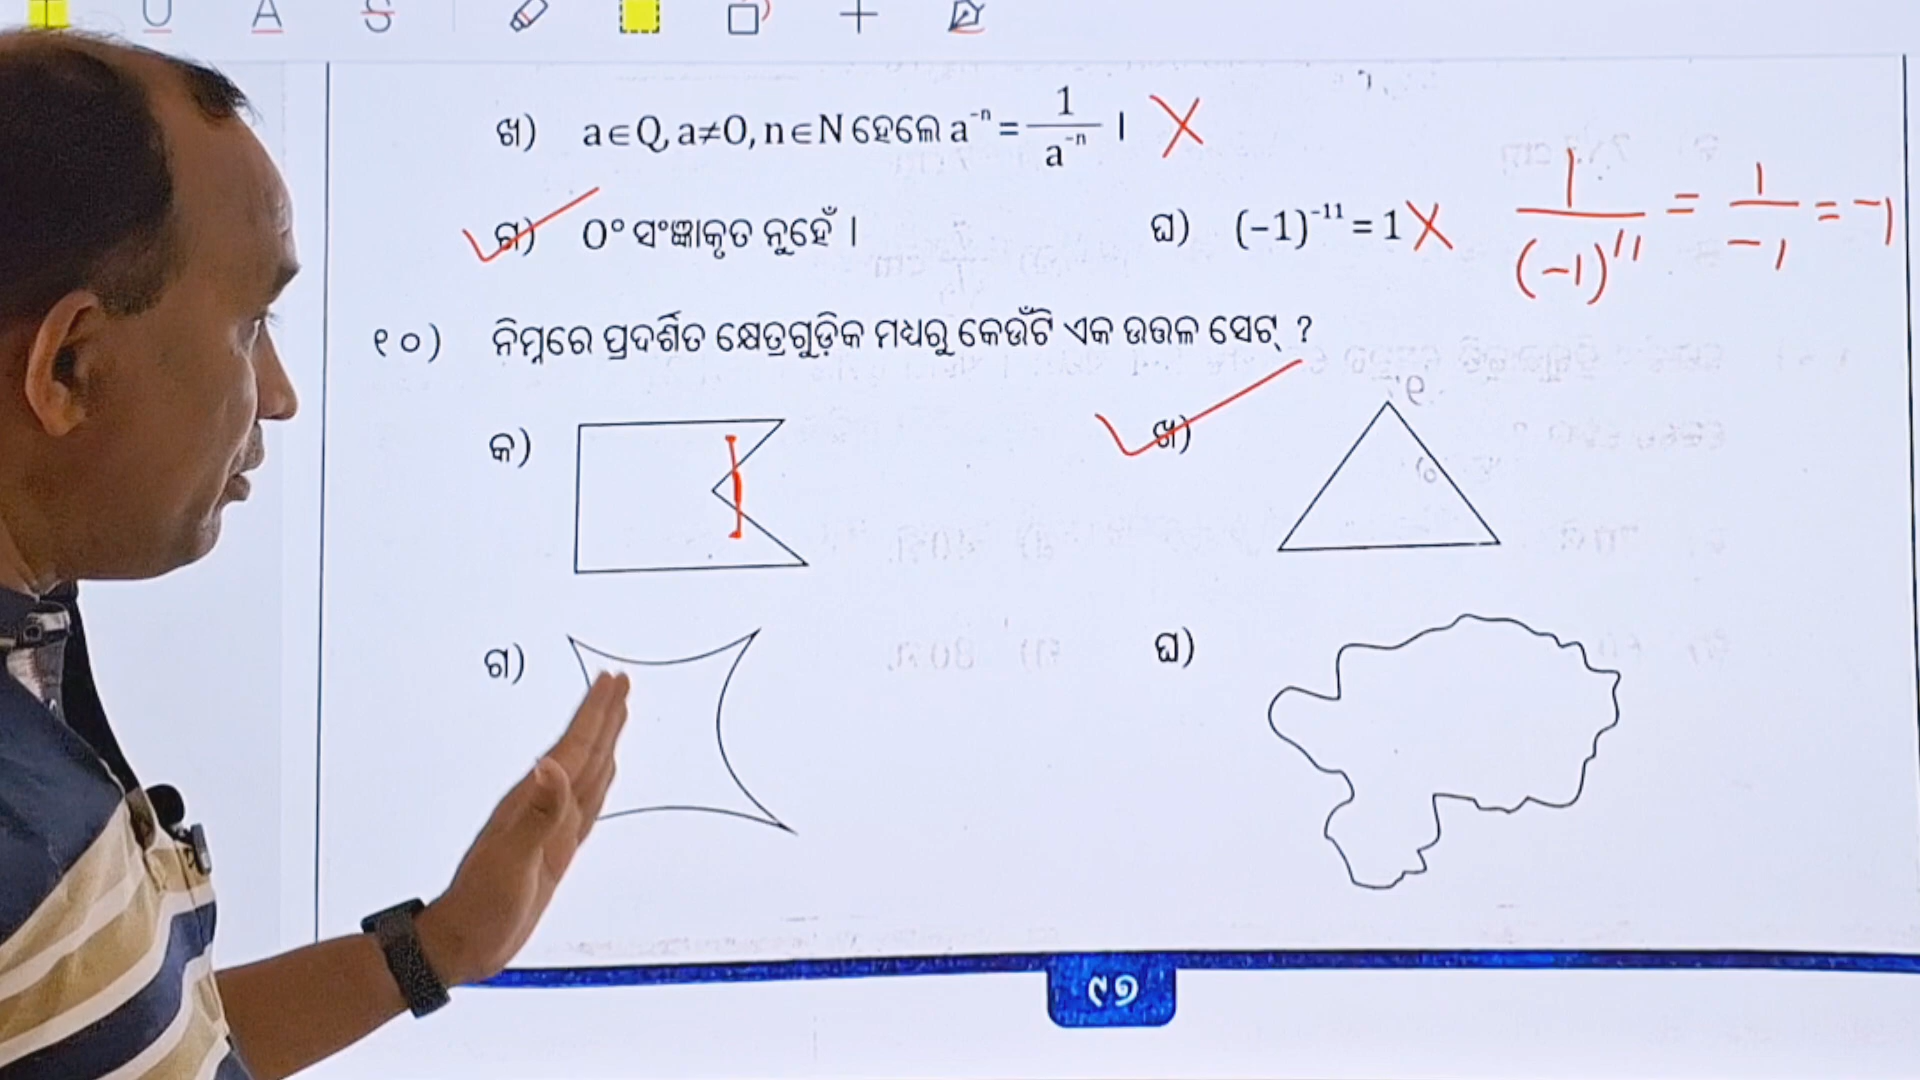 U A S
ଖ) a∈Q, a≠0, n∈N ହେଲେ a⁻ⁿ = 1/a⁻ⁿ ।
ଗ) 0° ସଂଜ୍ଞାକୃତ ନୁହେଁ ।
ଘ) (−1)⁻¹¹ = 1
1/(−1)¹¹ = 1/−1 = −1
୧୦) ନିମ୍ନରେ ପ୍ରଦର୍ଶିତ କ୍ଷେତ୍ରଗୁଡ଼ିକ ମଧ୍ୟରୁ କେଉଁଟି ଏକ ଉତ୍ତଳ ସେଟ୍ ?
କ)
ଖ)
ଗ)
ଘ)
୯୭